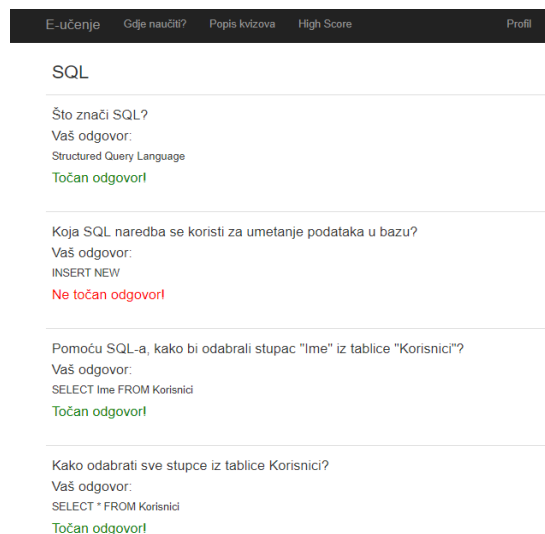 E-učenje Gdje naučiti? Popis kvizova High Score Profil
SQL
Što znači SQL?
Vaš odgovor:
Structured Query Language
Točan odgovor!
Koja SQL naredba se koristi za umetanje podataka u bazu?
Vaš odgovor:
INSERT NEW
Ne točan odgovor!
Pomoću SQL-a, kako bi odabrali stupac "Ime" iz tablice "Korisnici"?
Vaš odgovor:
SELECT Ime FROM Korisnici
Točan odgovor!
Kako odabrati sve stupce iz tablice Korisnici?
Vaš odgovor:
SELECT * FROM Korisnici
Točan odgovor!